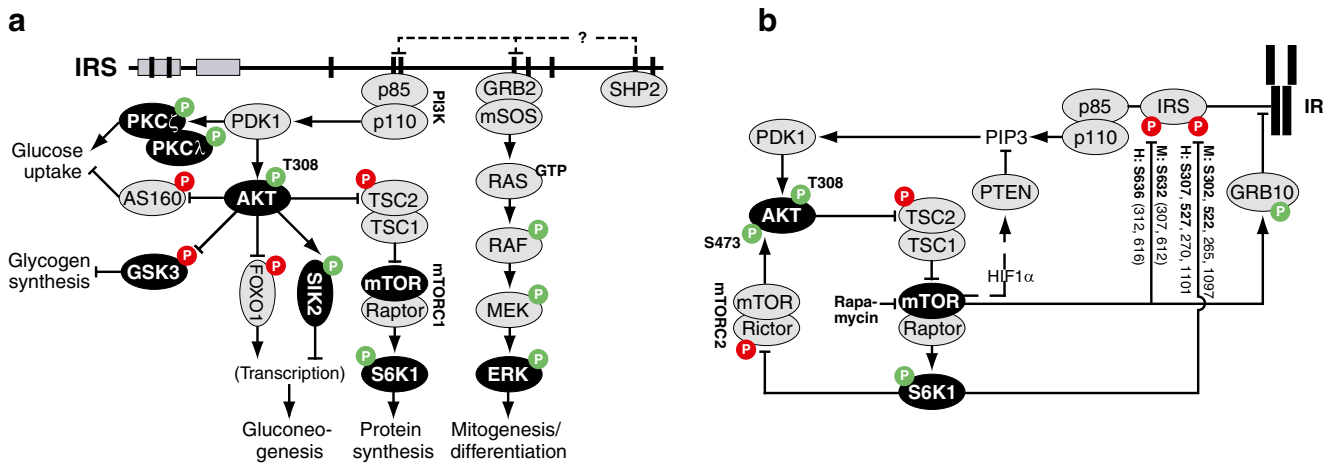 a
?
IRS
p85
GRB2
SHP2
PI3K
PKCζ
P
PDK1
p110
mSOS
PKCλ
P
Glucose
uptake
T308
GTP
P
AS160
P
AKT
P
TSC2
RAS
TSC1
P
RAF
Glycogen
synthesis
P
GSK3
P
FOXO1
P
SIK2
mTOR
Raptor
mTORC1
P
MEK
(Transcription)
P
S6K1
P
ERK
Gluconeo-
genesis
Protein
synthesis
Mitogenesis/
differentiation
b
IR
p85
IRS
p110
P
P
PDK1
PIP3
T308
P
AKT
P
S473
P
TSC2
TSC1
PTEN
GRB10
P
H: S636 (312, 616)
M: S632 (307, 612)
H: S307, 527, 270, 1101
M: S302, 522, 265, 1097
HIF1α
mTOR
Rictor
P
mTORC2
Rapa-
mycin
mTOR
Raptor
P
S6K1